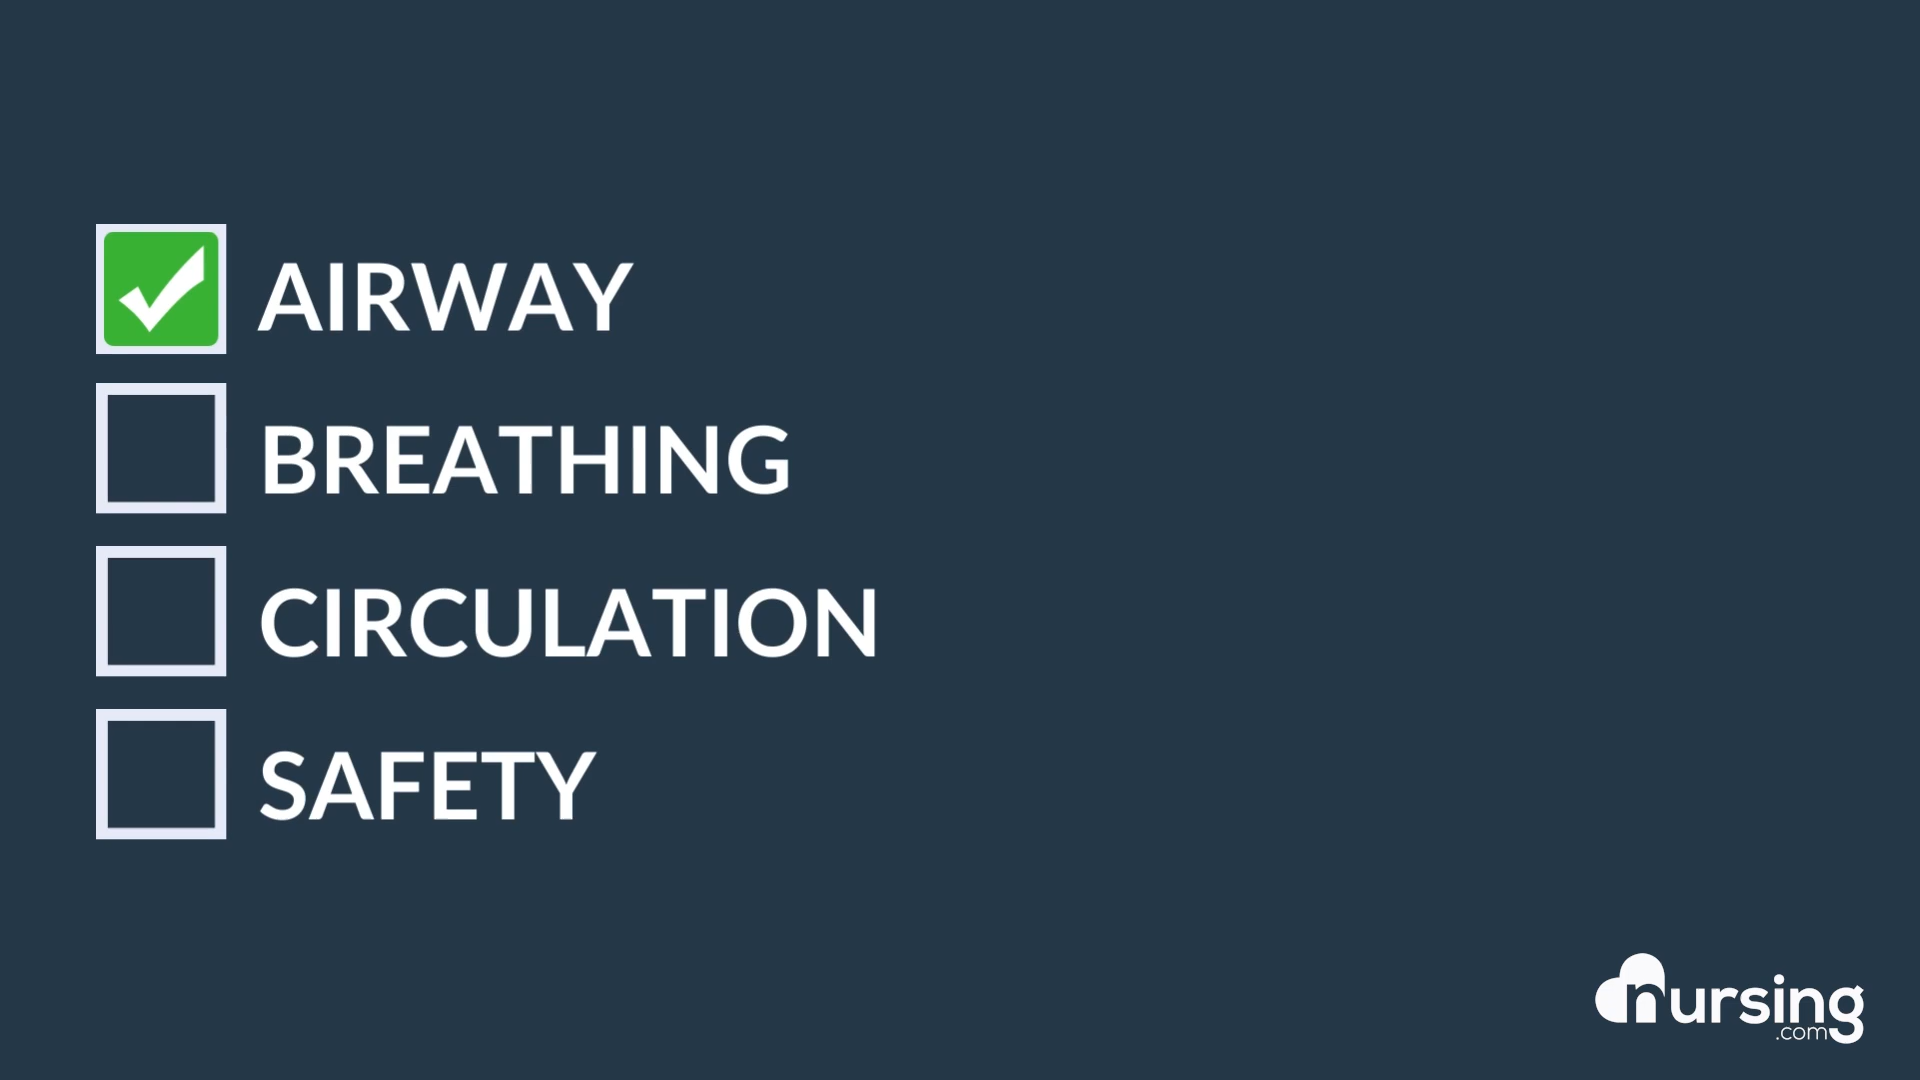 AIRWAY
BREATHING
CIRCULATION
SAFETY
nursing
.com